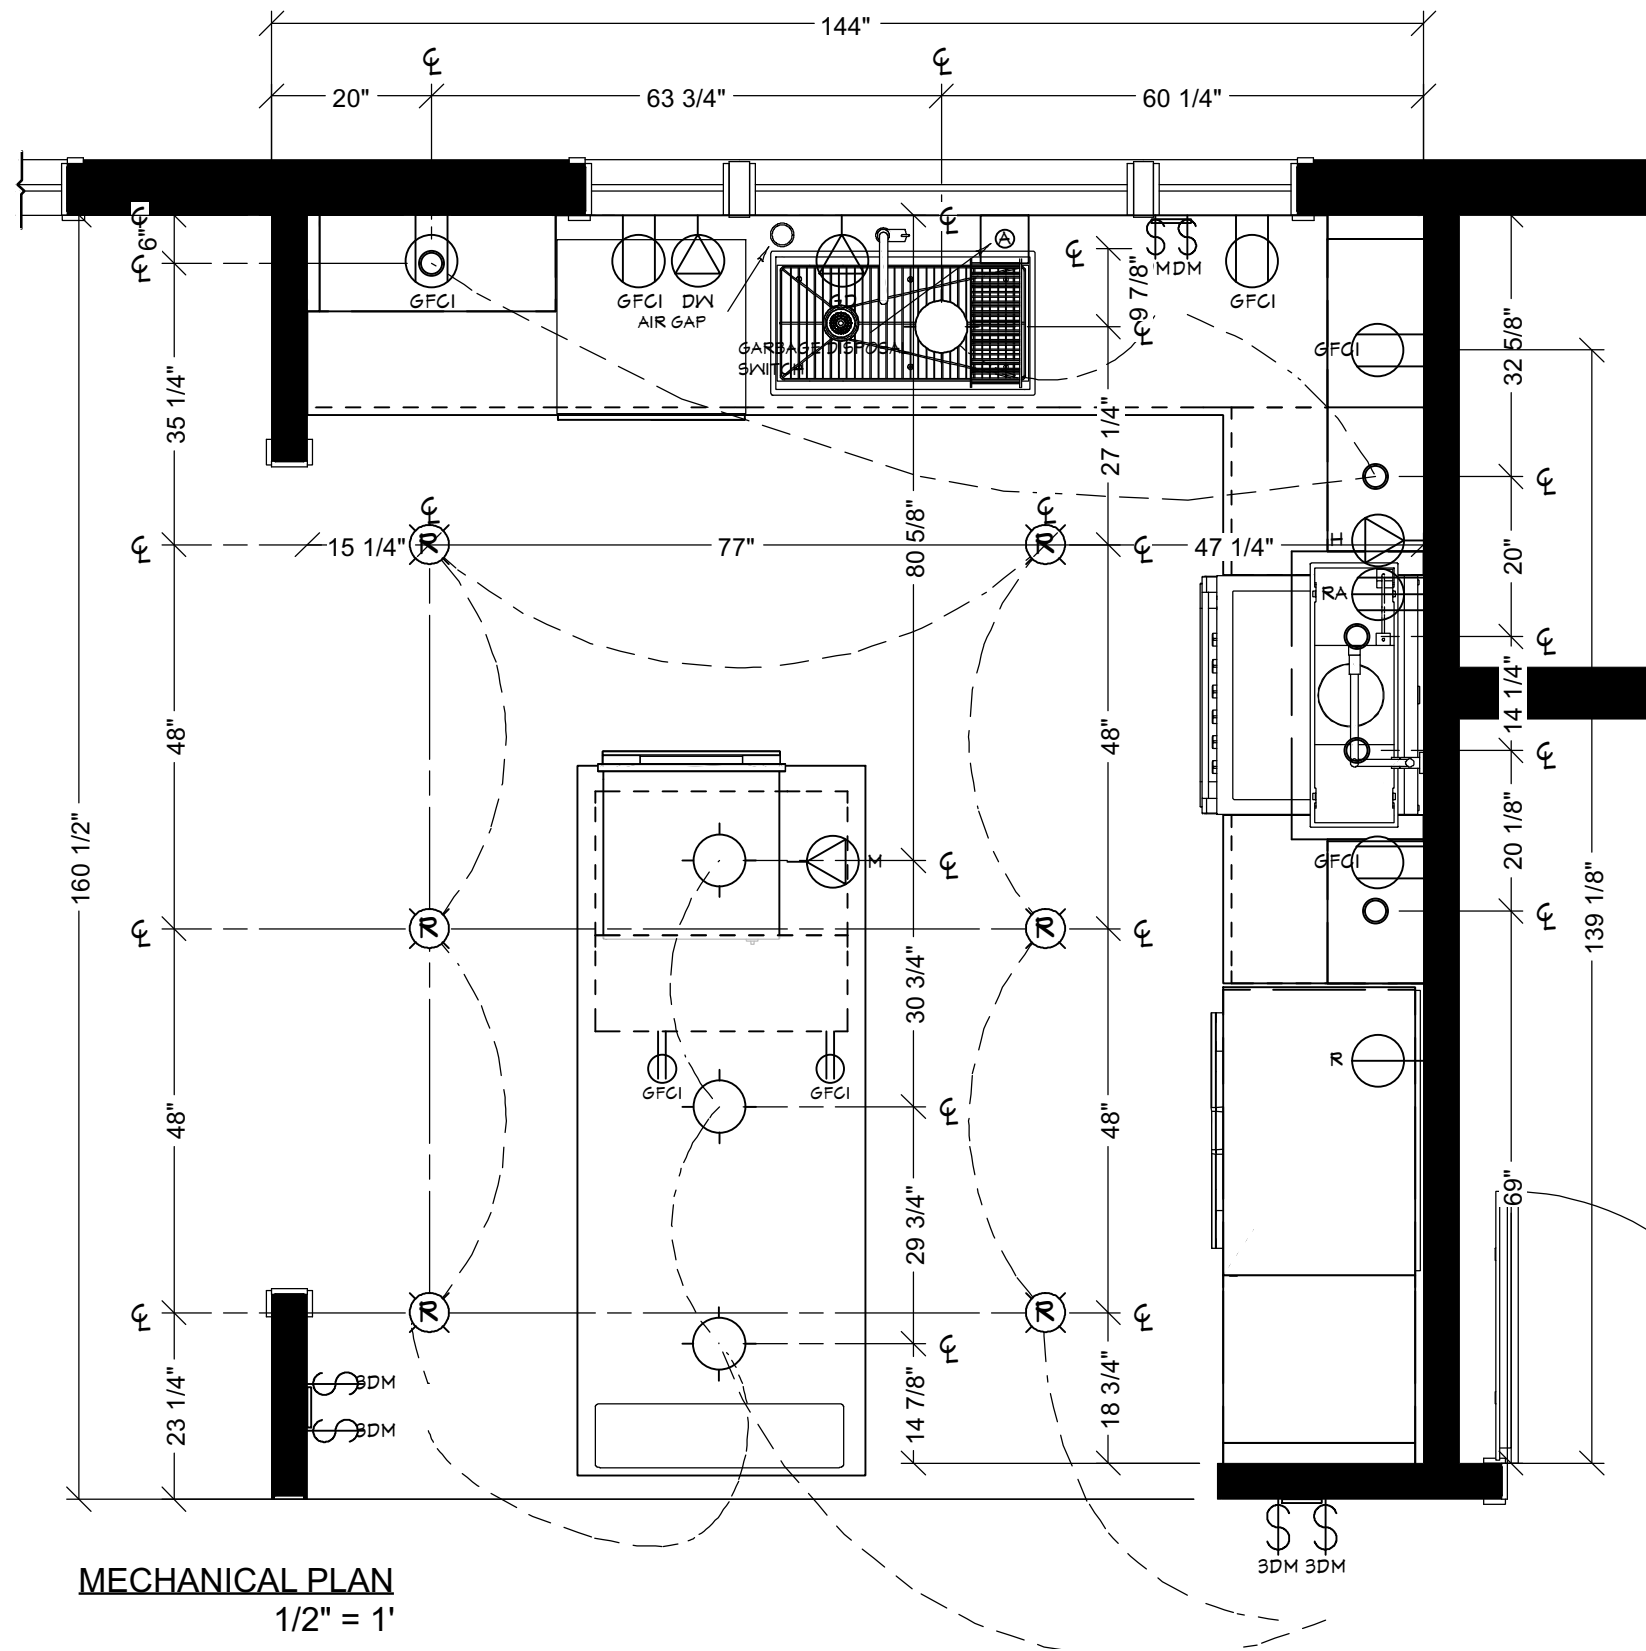 144"
℄ ℄
20" 63 3/4" 60 1/4"
℄ 6" ℄
℄ ℄
GFCI GFCI DW GD A MDM GFCI
AIR GAP
9 7/8"
℄
GARBAGE DISPOSA
SWITCH
GFCI
32 5/8"
35 1/4"
27 1/4"
℄
℄ ℄
℄ R 15 1/4" 77" 80 5/8" R ℄ 47 1/4" H 20"
RA
℄
48" 48" 14 1/4"
℄
160 1/2"
M ℄ GFCI 20 1/8"
139 1/8"
℄ R R ℄ ℄
30 3/4"
R
GFCI GFCI
48" ℄ 48"
69"
29 3/4"
℄ R R ℄
℄
3DM
23 1/4" 14 7/8" 18 3/4"
3DM
3DM 3DM
MECHANICAL PLAN
1/2" = 1'